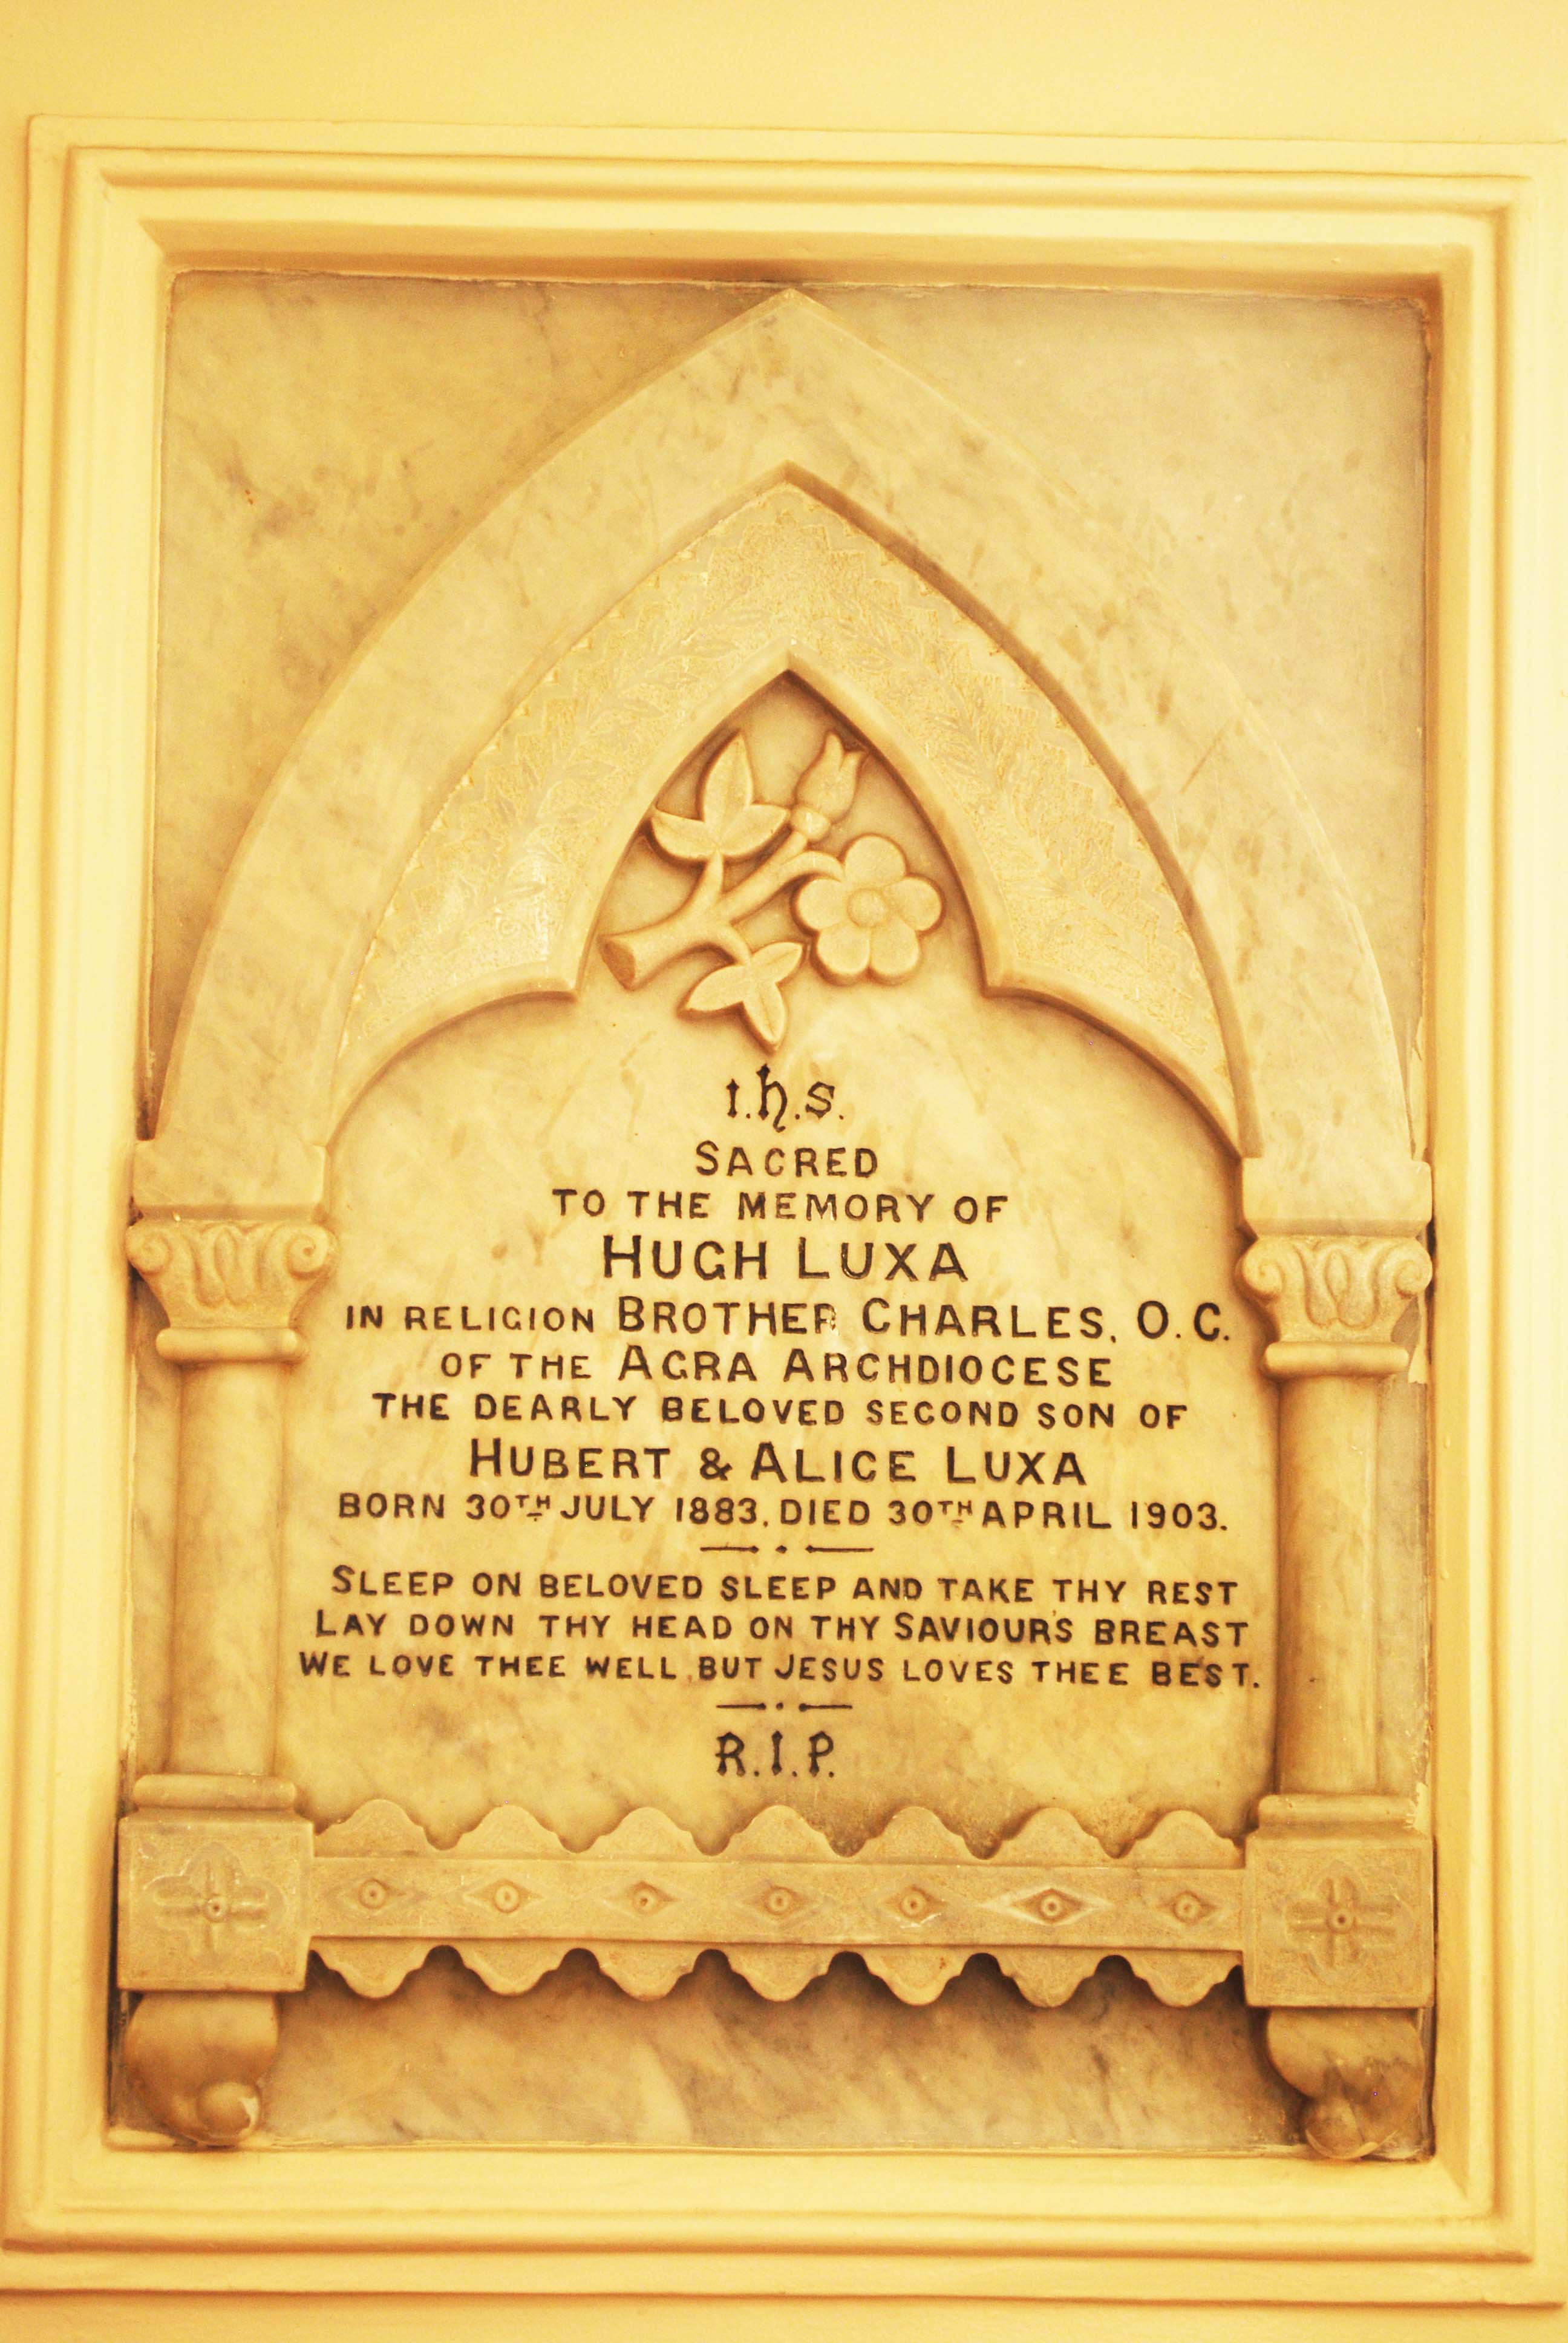 I.H.S.
SACRED
TO THE MEMORY OF
HUGH LUXA
IN RELIGION BROTHER CHARLES, O.C.
OF THE AGRA ARCHDIOCESE
THE DEARLY BELOVED SECOND SON OF
HUBERT & ALICE LUXA
BORN 30TH JULY 1883. DIED 30TH APRIL 1903.
SLEEP ON BELOVED SLEEP AND TAKE THY REST
LAY DOWN THY HEAD ON THY SAVIOUR'S BREAST
WE LOVE THEE WELL, BUT JESUS LOVES THEE BEST.
R.I.P.